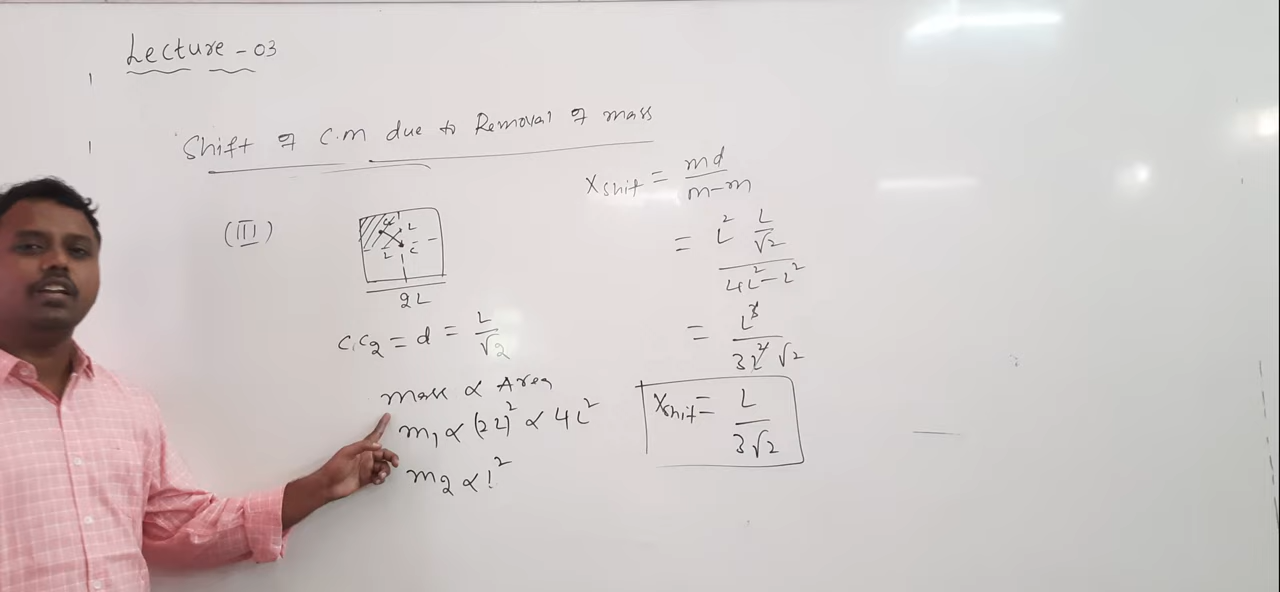 Lecture - 03
Shift of C.M due to Removal of mass
(III)
L
L
C
2L
C₁C₂ = d = L/√2
Mass ∝ Area
m₁ ∝ (2L)² ∝ 4L²
m₂ ∝ L²
X shift = md/m-m
= L² L/√2 / 4L²-L²
= L³/3L²√2
X shift = L/3√2